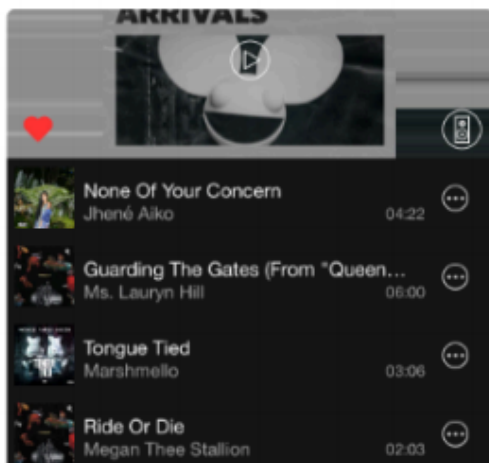 ARRIVALS
None Of Your Concern
Jhené Aiko
04:22
Guarding The Gates (From "Queen...
Ms. Lauryn Hill
06:00
Tongue Tied
Marshmello
03:06
Ride Or Die
Megan Thee Stallion
02:03